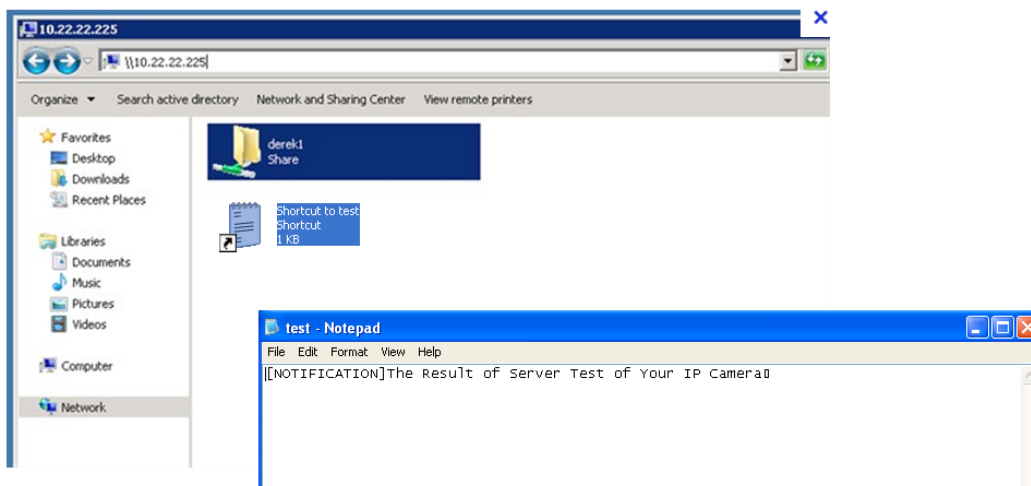 10.22.22.225
\\10.22.22.225
Organize Search active directory Network and Sharing Center View remote printers
Favorites
Desktop
Downloads
Recent Places
Libraries
Documents
Music
Pictures
Videos
Computer
Network
derek1
Share
Shortcut to test
Shortcut
1 KB
test - Notepad
File Edit Format View Help
[NOTIFICATION]The Result of Server Test of Your IP Camera